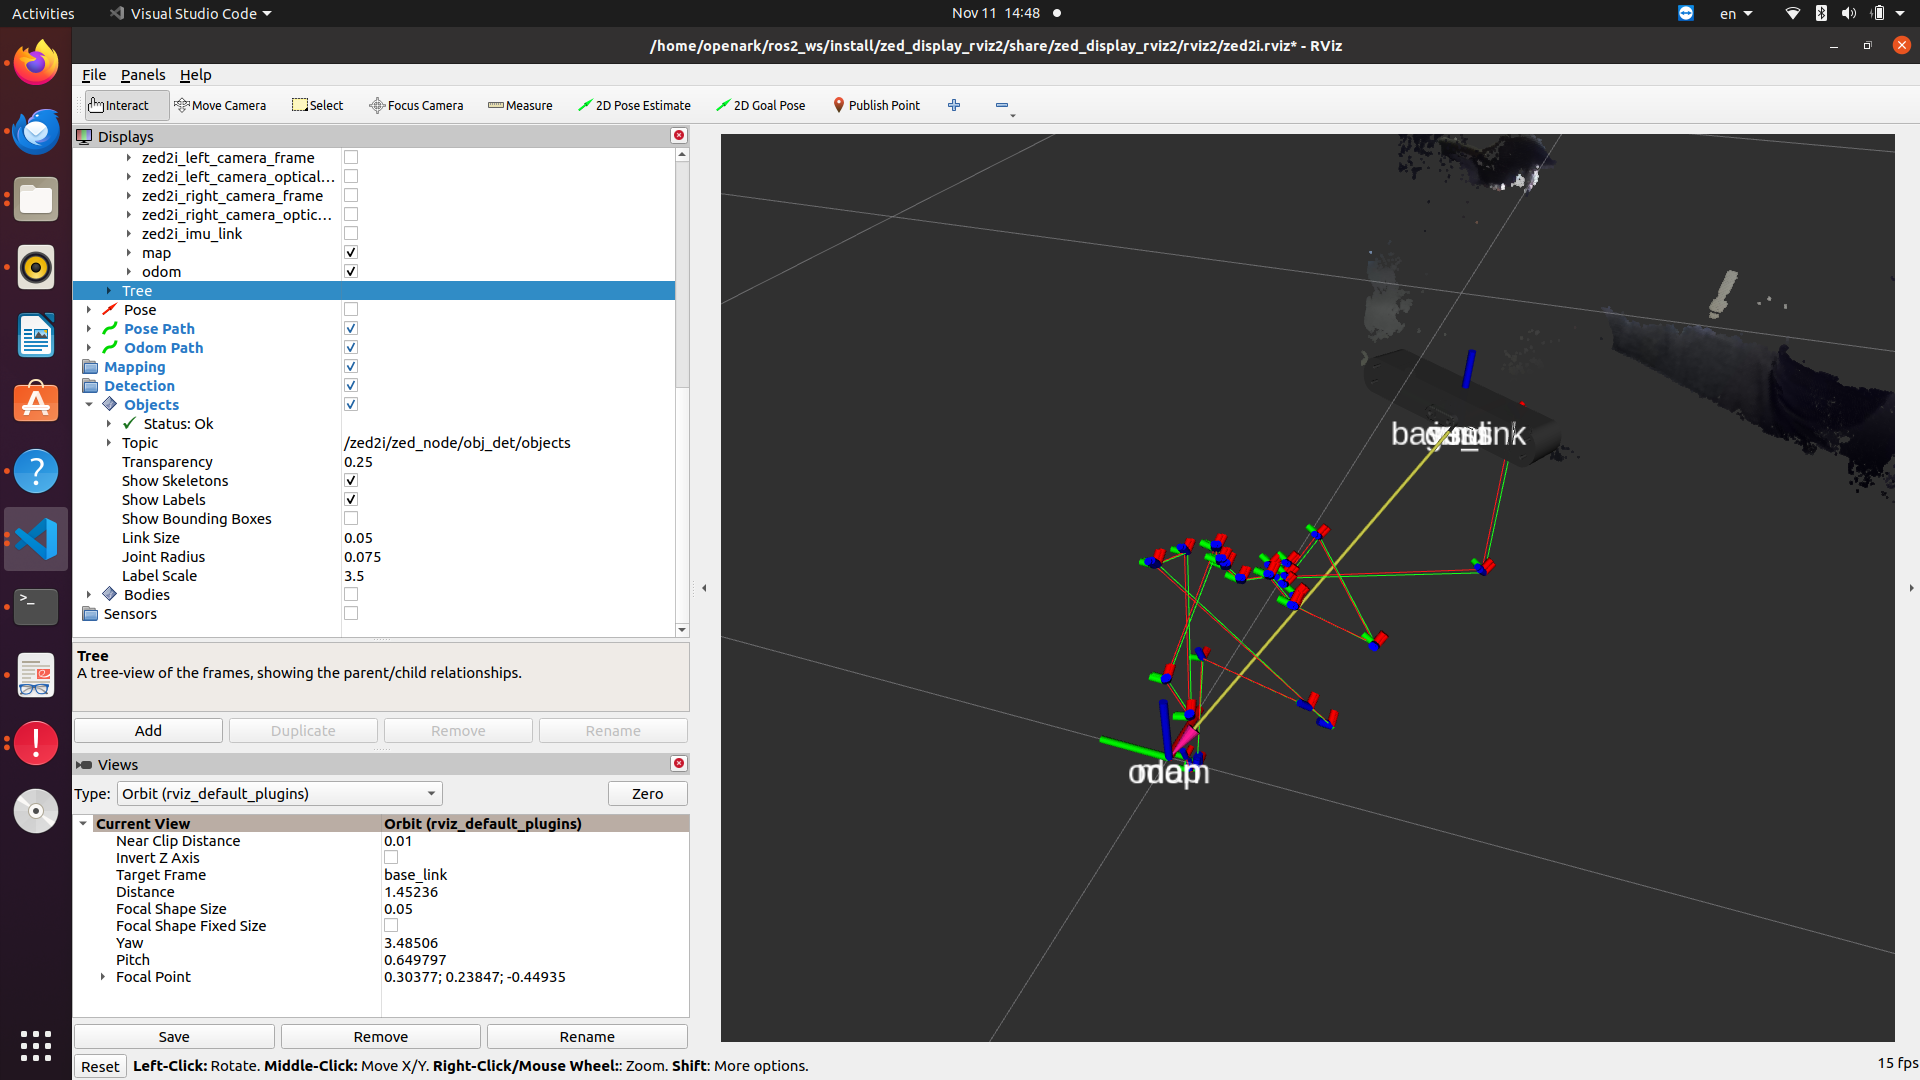 Activities
Visual Studio Code
Nov 11 14:48
en
/home/openark/ros2_ws/install/zed_display_rviz2/share/zed_display_rviz2/rviz2/zed2i.rviz* - RViz
File Panels Help
Interact Move Camera Select Focus Camera Measure 2D Pose Estimate 2D Goal Pose Publish Point
Displays
zed2i_left_camera_frame
zed2i_left_camera_optical...
zed2i_right_camera_frame
zed2i_right_camera_optic...
zed2i_imu_link
map
odom
Tree
Pose
Pose Path
Odom Path
Mapping
Detection
Objects
Status: Ok
Topic /zed2i/zed_node/obj_det/objects
Transparency 0.25
Show Skeletons
Show Labels
Show Bounding Boxes
Link Size 0.05
Joint Radius 0.075
Label Scale 3.5
Bodies
Sensors
Tree
A tree-view of the frames, showing the parent/child relationships.
Add Duplicate Remove Rename
Views
Type: Orbit (rviz_default_plugins) Zero
Current View Orbit (rviz_default_plugins)
Near Clip Distance 0.01
Invert Z Axis
Target Frame base_link
Distance 1.45236
Focal Shape Size 0.05
Focal Shape Fixed Size
Yaw 3.48506
Pitch 0.649797
Focal Point 0.30377; 0.23847; -0.44935
Save Remove Rename
Reset Left-Click: Rotate. Middle-Click: Move X/Y. Right-Click/Mouse Wheel:: Zoom. Shift: More options.
15 fps